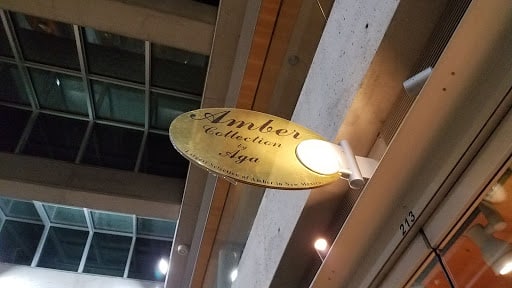 Amber
Collection
by
Aga
Selection of Amber in New Mexico
213